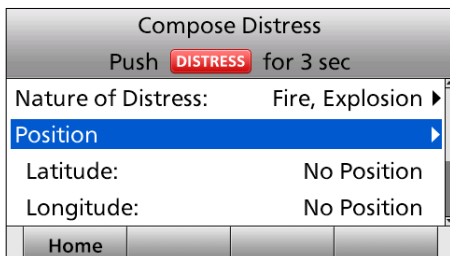 Compose Distress
Push DISTRESS for 3 sec
Nature of Distress: Fire, Explosion
Position
Latitude: No Position
Longitude: No Position
Home